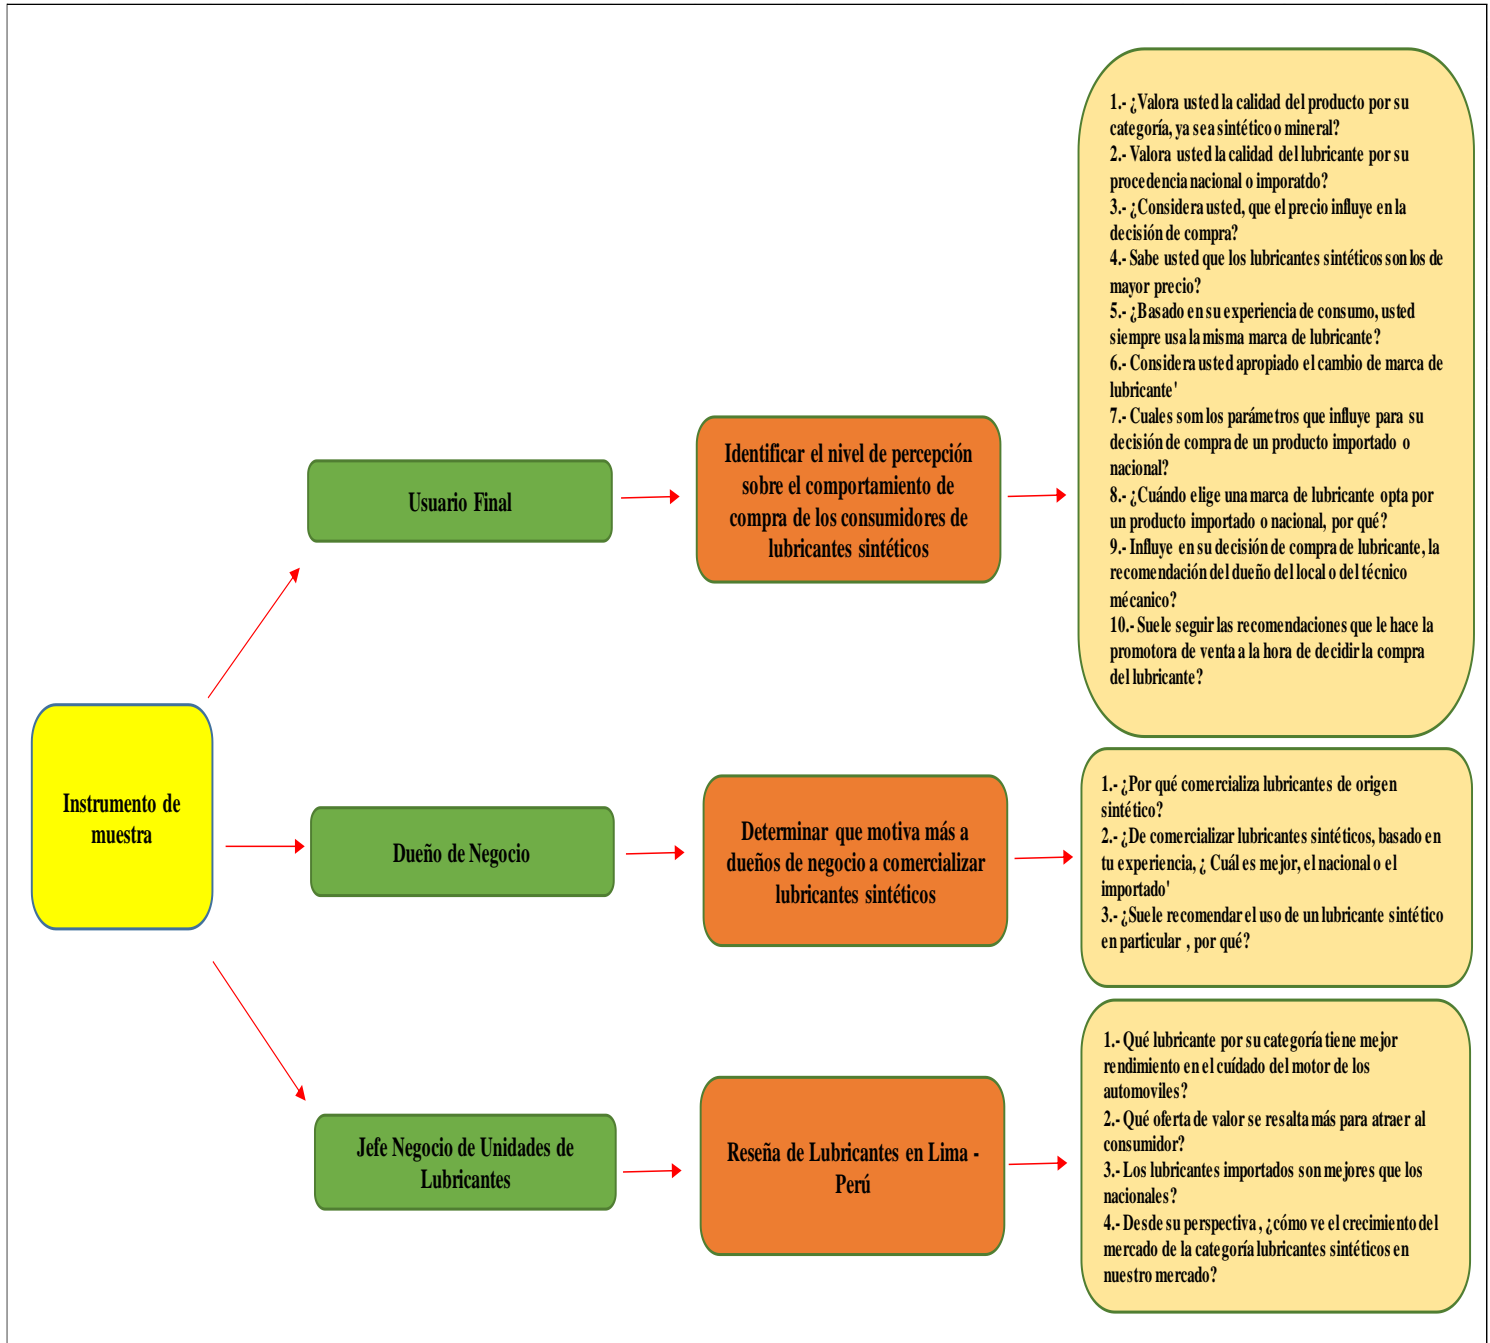 Instrumento de
muestra
Usuario Final
Identificar el nivel de percepción
sobre el comportamiento de
compra de los consumidores de
lubricantes sintéticos
1.- ¿Valora usted la calidad del producto por su
categoría, ya sea sintético o mineral?
2.- Valora usted la calidad del lubricante por su
procedencia nacional o imporatdo?
3.- ¿Considera usted, que el precio influye en la
decisión de compra?
4.- Sabe usted que los lubricantes sintéticos son los de
mayor precio?
5.- ¿Basado en su experiencia de consumo, usted
siempre usa la misma marca de lubricante?
6.- Considera usted apropiado el cambio de marca de
lubricante'
7.- Cuales som los parámetros que influye para su
decisión de compra de un producto importado o
nacional?
8.- ¿Cuándo elige una marca de lubricante opta por
un producto importado o nacional, por qué?
9.- Influye en su decisión de compra de lubricante, la
recomendación del dueño del local o del técnico
mécanico?
10.- Suele seguir las recomendaciones que le hace la
promotora de venta a la hora de decidir la compra
del lubricante?
Dueño de Negocio
Determinar que motiva más a
dueños de negocio a comercializar
lubricantes sintéticos
1.- ¿Por qué comercializa lubricantes de origen
sintético?
2.- ¿De comercializar lubricantes sintéticos, basado en
tu experiencia, ¿ Cuál es mejor, el nacional o el
importado'
3.- ¿Suele recomendar el uso de un lubricante sintético
en particular , por qué?
Jefe Negocio de Unidades de
Lubricantes
Reseña de Lubricantes en Lima -
Perú
1.- Qué lubricante por su categoría tiene mejor
rendimiento en el cuídado del motor de los
automoviles?
2.- Qué oferta de valor se resalta más para atraer al
consumidor?
3.- Los lubricantes importados son mejores que los
nacionales?
4.- Desde su perspectiva , ¿cómo ve el crecimiento del
mercado de la categoría lubricantes sintéticos en
nuestro mercado?